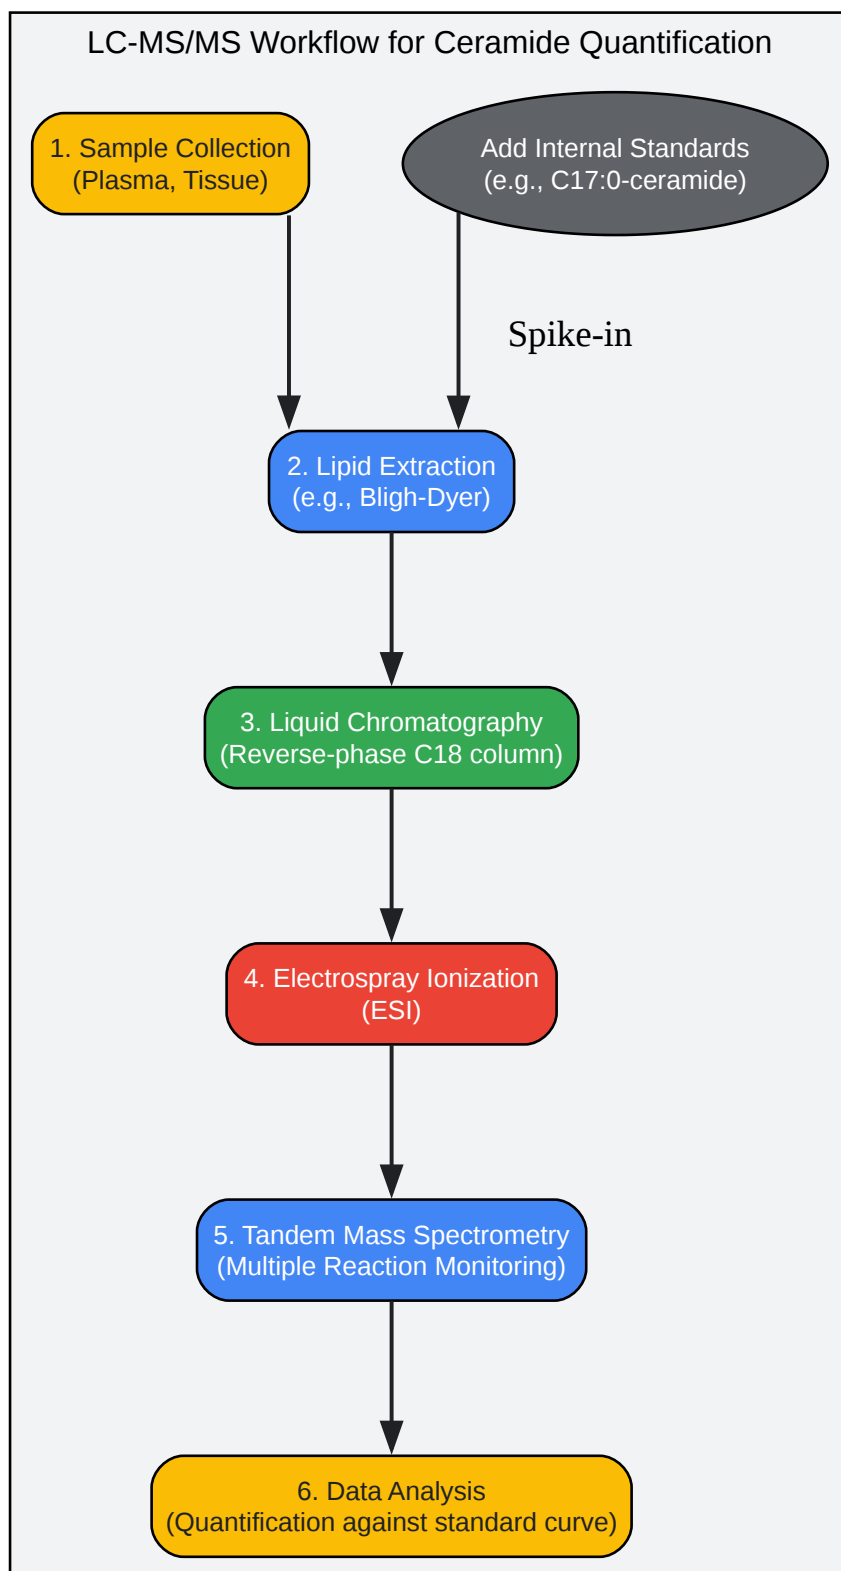 LC-MS/MS Workflow for Ceramide Quantification
1. Sample Collection
(Plasma, Tissue)
Add Internal Standards
(e.g., C17:0-ceramide)
Spike-in
2. Lipid Extraction
(e.g., Bligh-Dyer)
3. Liquid Chromatography
(Reverse-phase C18 column)
4. Electrospray Ionization
(ESI)
5. Tandem Mass Spectrometry
(Multiple Reaction Monitoring)
6. Data Analysis
(Quantification against standard curve)